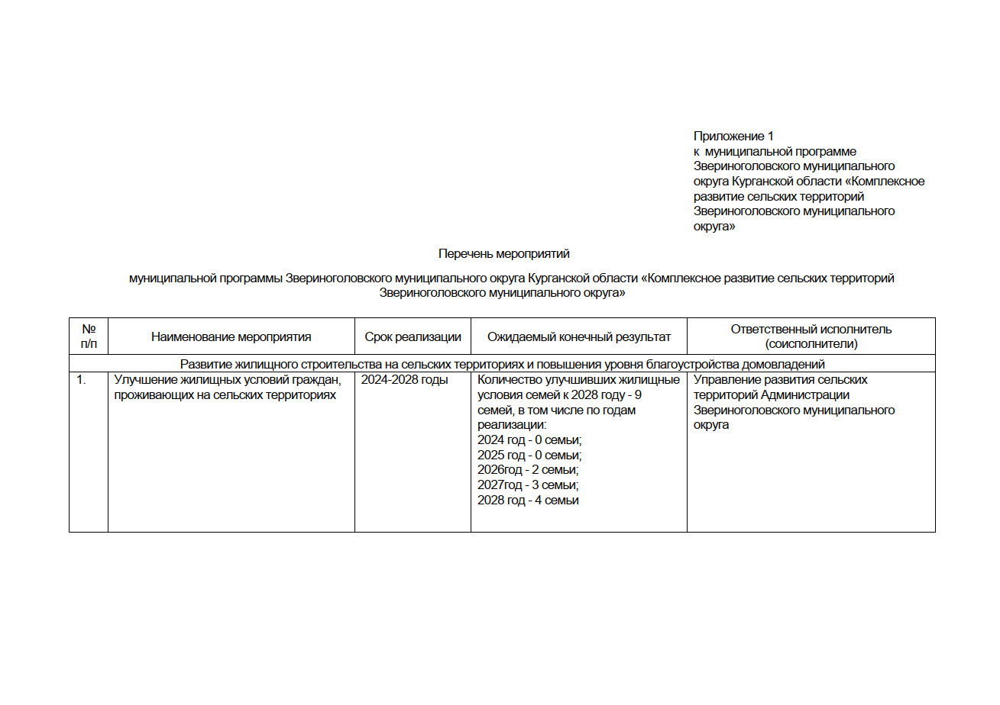 Приложение 1
к  муниципальной программе
Звериноголовского муниципального
округа Курганской области «Комплексное
развитие сельских территорий
Звериноголовского муниципального
округа»
Перечень мероприятий
муниципальной программы Звериноголовского муниципального округа Курганской области «Комплексное развитие сельских территорий
Звериноголовского муниципального округа»
№
п/п
Наименование мероприятия
Срок реализации
Ожидаемый конечный результат
Ответственный исполнитель
(соисполнители)
Развитие жилищного строительства на сельских территориях и повышения уровня благоустройства домовладений
1.
Улучшение жилищных условий граждан,
проживающих на сельских территориях
2024-2028 годы
Количество улучшивших жилищные
условия семей к 2028 году - 9
семей, в том числе по годам
реализации:
2024 год - 0 семьи;
2025 год - 0 семьи;
2026год - 2 семьи;
2027год - 3 семьи;
2028 год - 4 семьи
Управление развития сельских
территорий Администрации
Звериноголовского муниципального
округа